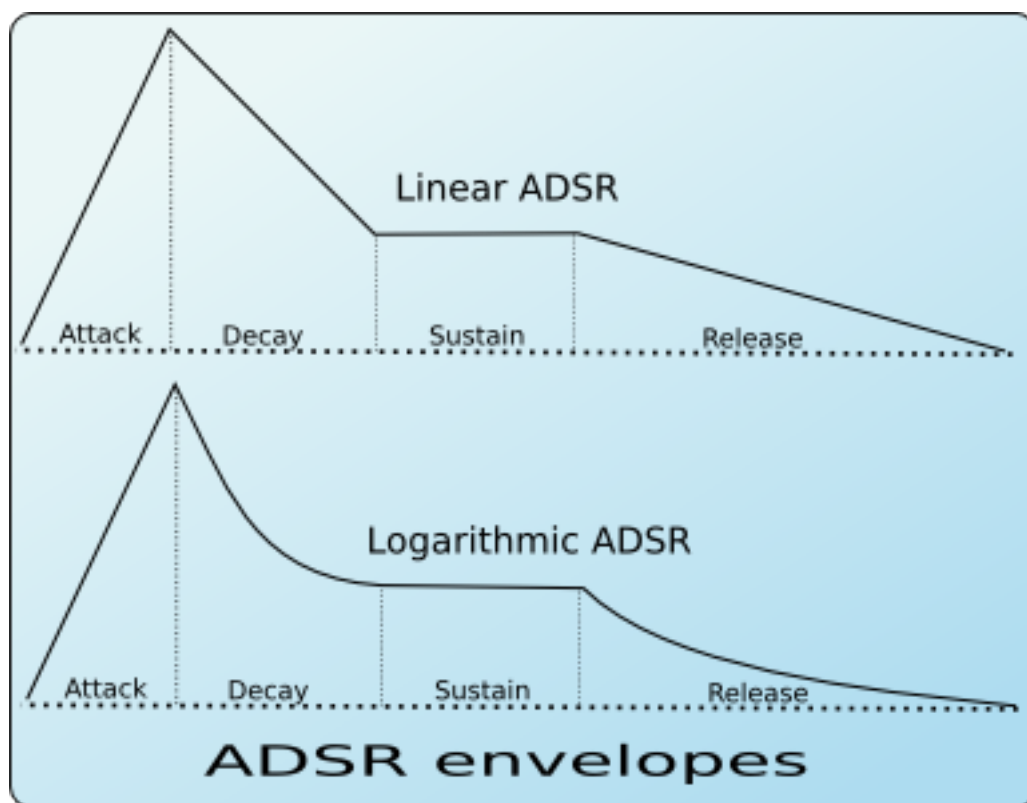 Linear ADSR
Attack Decay Sustain Release
Logarithmic ADSR
Attack Decay Sustain Release
ADSR envelopes